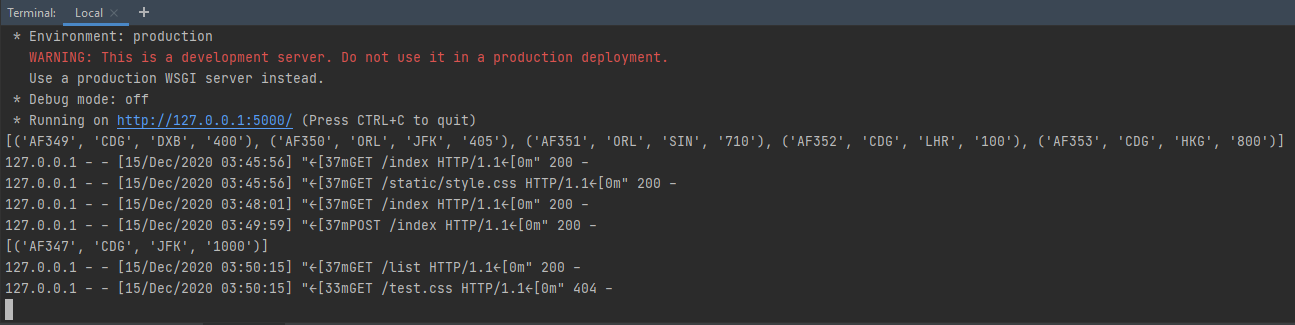 Terminal: Local × +
* Environment: production
WARNING: This is a development server. Do not use it in a production deployment.
Use a production WSGI server instead.
* Debug mode: off
* Running on http://127.0.0.1:5000/ (Press CTRL+C to quit)
[('AF349', 'CDG', 'DXB', '400'), ('AF350', 'ORL', 'JFK', '405'), ('AF351', 'ORL', 'SIN', '710'), ('AF352', 'CDG', 'LHR', '100'), ('AF353', 'CDG', 'HKG', '800')]
127.0.0.1 - - [15/Dec/2020 03:45:56] "←[37mGET /index HTTP/1.1←[0m" 200 -
127.0.0.1 - - [15/Dec/2020 03:45:56] "←[37mGET /static/style.css HTTP/1.1←[0m" 200 -
127.0.0.1 - - [15/Dec/2020 03:48:01] "←[37mGET /index HTTP/1.1←[0m" 200 -
127.0.0.1 - - [15/Dec/2020 03:49:59] "←[37mPOST /index HTTP/1.1←[0m" 200 -
[('AF347', 'CDG', 'JFK', '1000')]
127.0.0.1 - - [15/Dec/2020 03:50:15] "←[37mGET /list HTTP/1.1←[0m" 200 -
127.0.0.1 - - [15/Dec/2020 03:50:15] "←[33mGET /test.css HTTP/1.1←[0m" 404 -